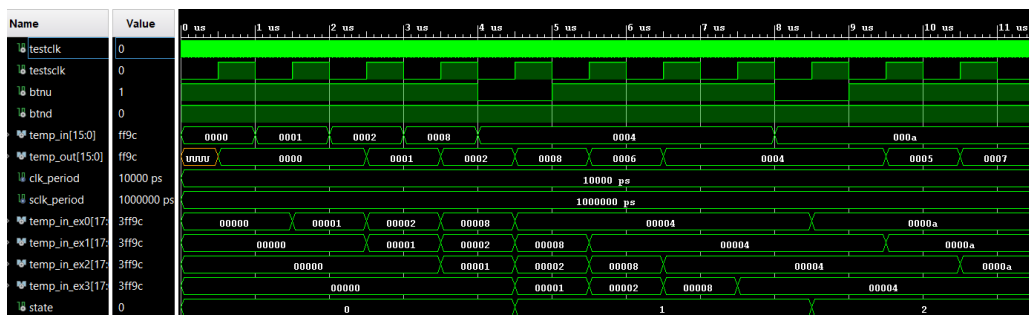 Name Value 0 us 1 us 2 us 3 us 4 us 5 us 6 us 7 us 8 us 9 us 10 us 11 us
testclk 0
testsclk 0
btnu 1
btnd 0
temp_in[15:0] ff9c 0000 0001 0002 0008 0004 000a
temp_out[15:0] ff9c UUUU 0000 0001 0002 0008 0006 0004 0005 0007
clk_period 10000 ps 10000 ps
sclk_period 1000000 ps 1000000 ps
temp_in_ex0[17: 3ff9c 00000 00001 00002 00008 00004 0000a
temp_in_ex1[17: 3ff9c 00000 00001 00002 00008 00004 0000a
temp_in_ex2[17: 3ff9c 00000 00001 00002 00008 00004 0000a
temp_in_ex3[17: 3ff9c 00000 00001 00002 00008 00004
state 0 0 1 2